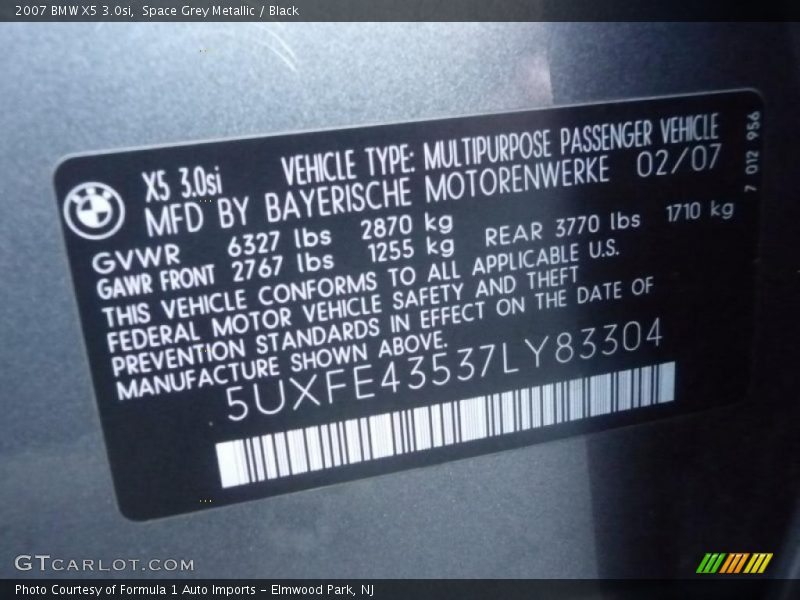 2007 BMW X5 3.0si, Space Grey Metallic / Black
BMW
X5 3.0si VEHICLE TYPE: MULTIPURPOSE PASSENGER VEHICLE
MFD BY BAYERISCHE MOTORENWERKE 02/07
GVWR 6327 lbs 2870 kg
GAWR FRONT 2767 lbs 1255 kg REAR 3770 lbs 1710 kg
THIS VEHICLE CONFORMS TO ALL APPLICABLE U.S.
FEDERAL MOTOR VEHICLE SAFETY AND THEFT
PREVENTION STANDARDS IN EFFECT ON THE DATE OF
MANUFACTURE SHOWN ABOVE.
5UXFE43537LY83304
7 012 956
GTCARLOT.COM
Photo Courtesy of Formula 1 Auto Imports - Elmwood Park, NJ